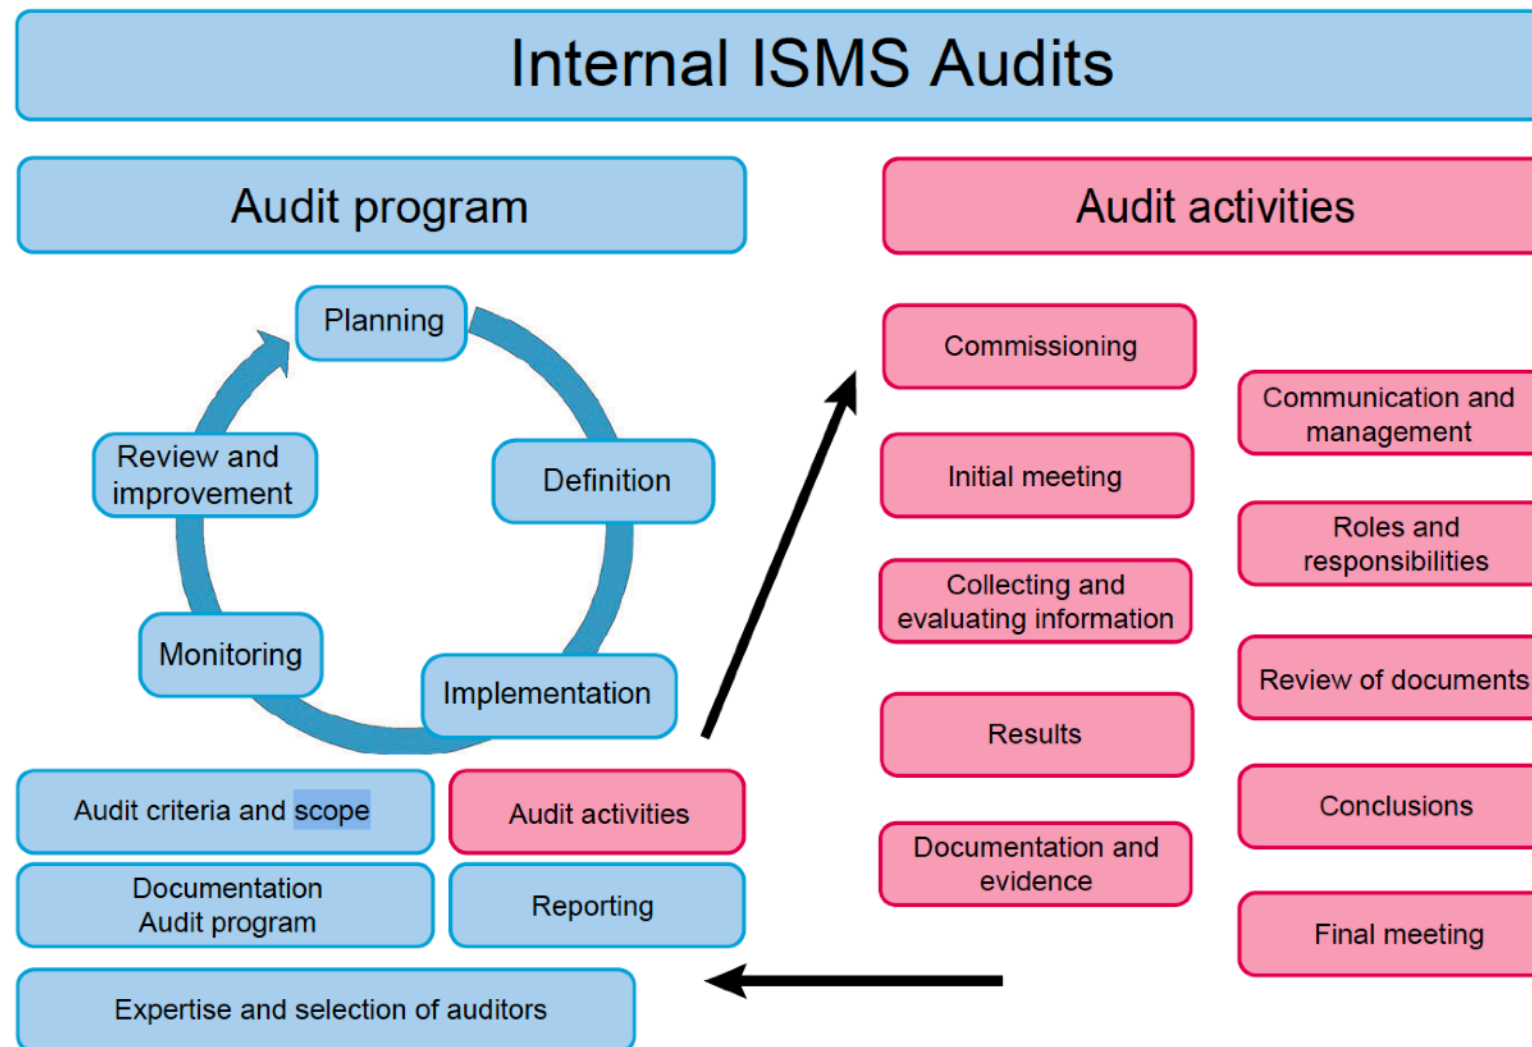 Internal ISMS Audits
Audit program
Planning
Definition
Implementation
Monitoring
Review and
improvement
Audit criteria and scope
Audit activities
Documentation
Audit program
Reporting
Expertise and selection of auditors
Audit activities
Commissioning
Communication and
management
Initial meeting
Roles and
responsibilities
Collecting and
evaluating information
Review of documents
Results
Conclusions
Documentation and
evidence
Final meeting